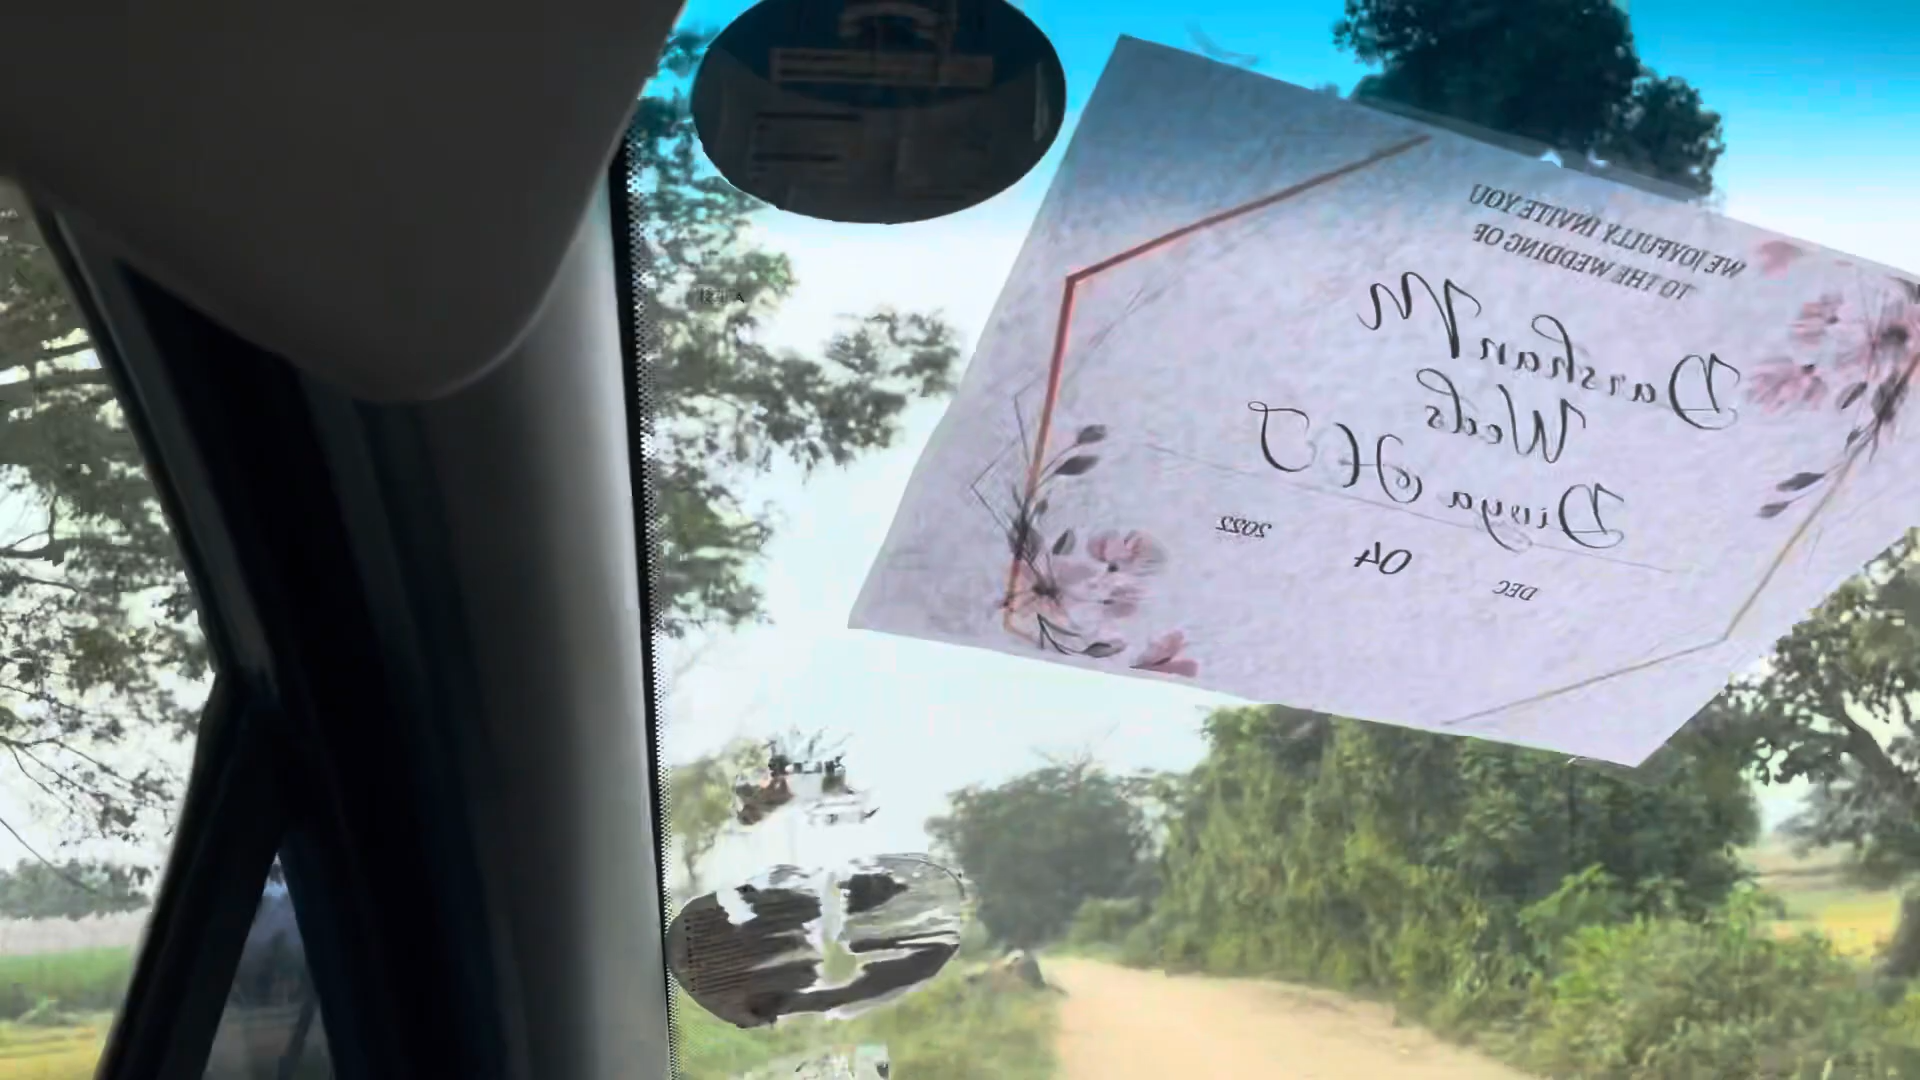 WE JOYFULLY INVITE YOU
TO THE WEDDING OF
Darshan M
Weds
Divya H J
DEC 04 2022